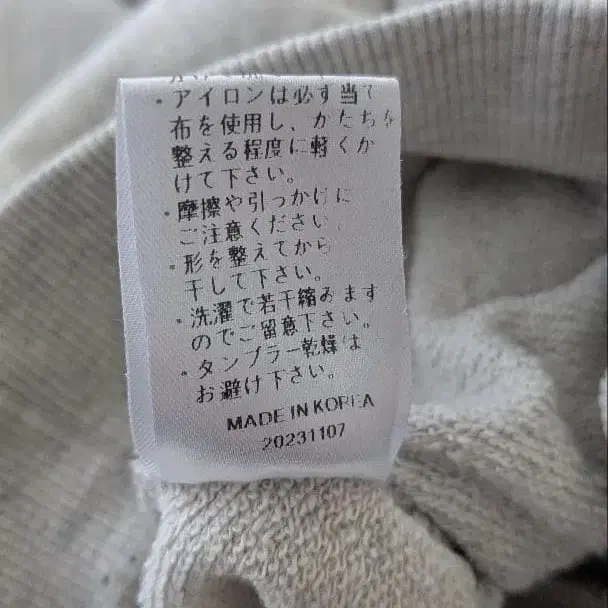 ・アイロンは必ず当て
布を使用し、かたちを
整える程度に軽くか
けて下さい。
・摩擦や引っかけに
ご注意ください。
・形を整えてから
干して下さい。
・洗濯で若干縮みます
のでご留意下さい。
・タンブラー乾燥は
お避け下さい。
MADE IN KOREA
20231107